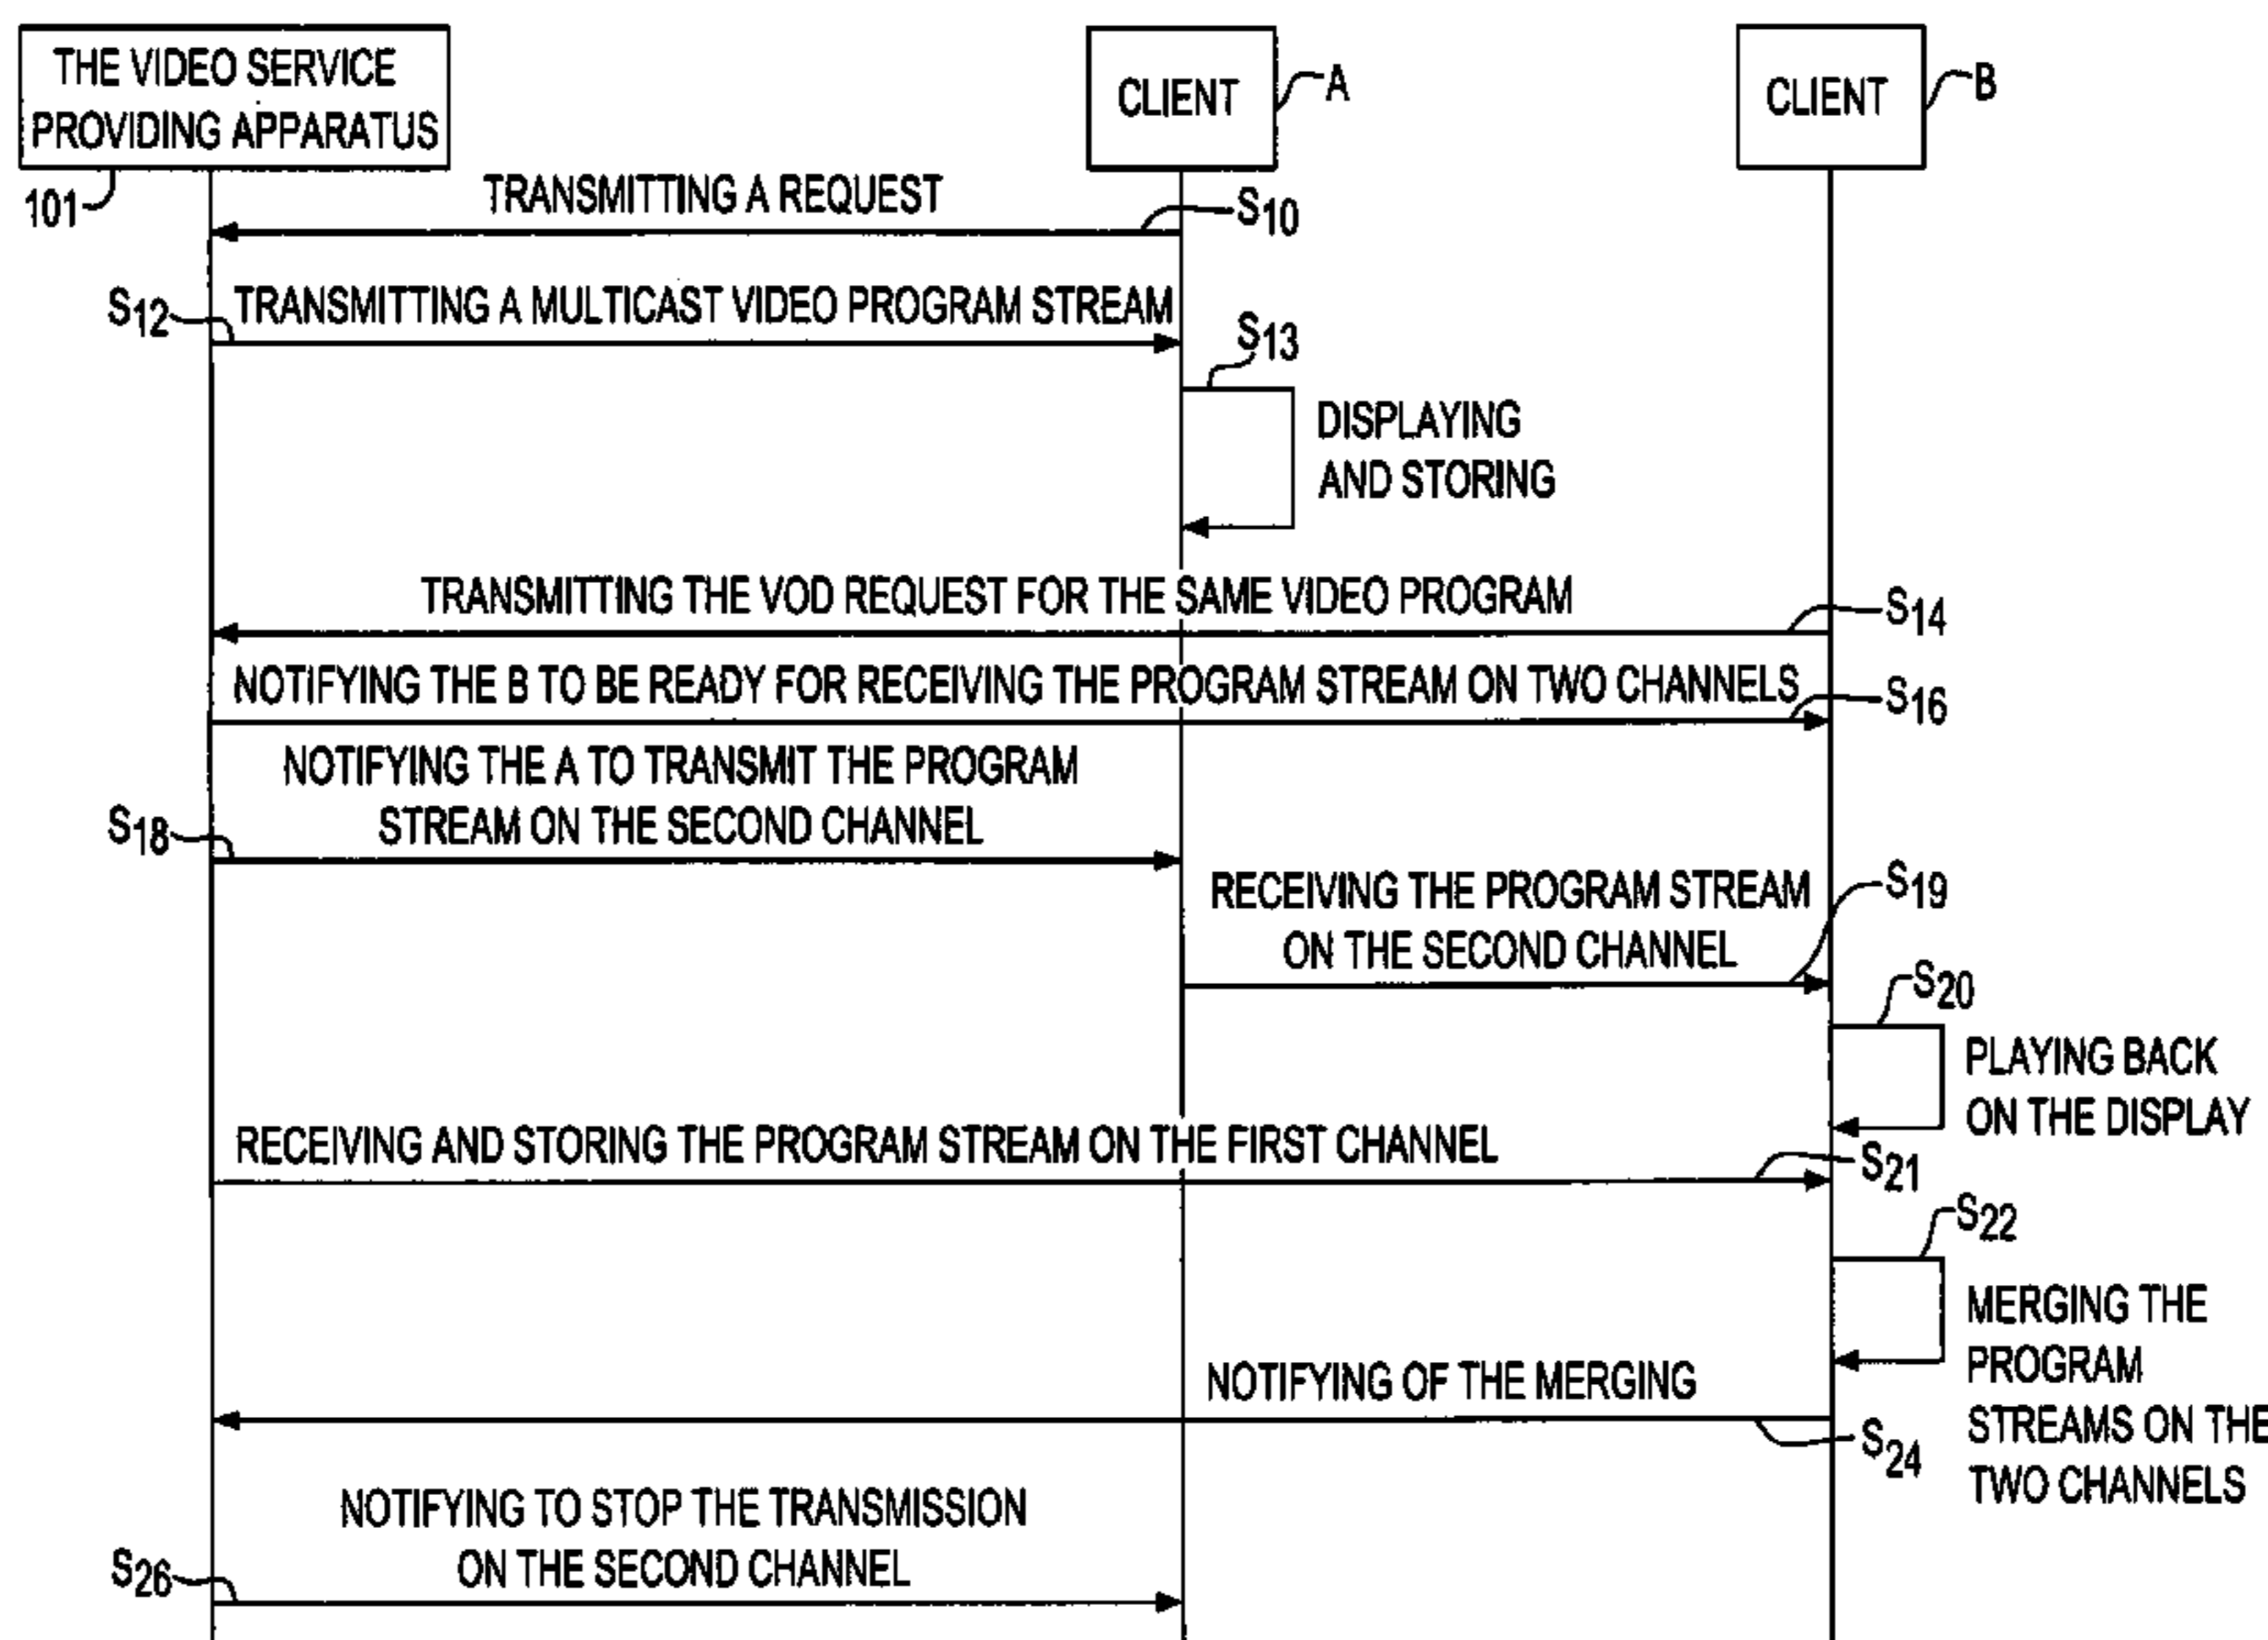 THE VIDEO SERVICE
PROVIDING APPARATUS
101
CLIENT
A
CLIENT
B
TRANSMITTING A REQUEST
S10
S12
TRANSMITTING A MULTICAST VIDEO PROGRAM STREAM
S13
DISPLAYING
AND STORING
TRANSMITTING THE VOD REQUEST FOR THE SAME VIDEO PROGRAM
S14
NOTIFYING THE B TO BE READY FOR RECEIVING THE PROGRAM STREAM ON TWO CHANNELS
S16
NOTIFYING THE A TO TRANSMIT THE PROGRAM
STREAM ON THE SECOND CHANNEL
S18
RECEIVING THE PROGRAM STREAM
ON THE SECOND CHANNEL
S19
S20
PLAYING BACK
ON THE DISPLAY
RECEIVING AND STORING THE PROGRAM STREAM ON THE FIRST CHANNEL
S21
S22
MERGING THE
PROGRAM
STREAMS ON THE
TWO CHANNELS
NOTIFYING OF THE MERGING
S24
NOTIFYING TO STOP THE TRANSMISSION
ON THE SECOND CHANNEL
S26